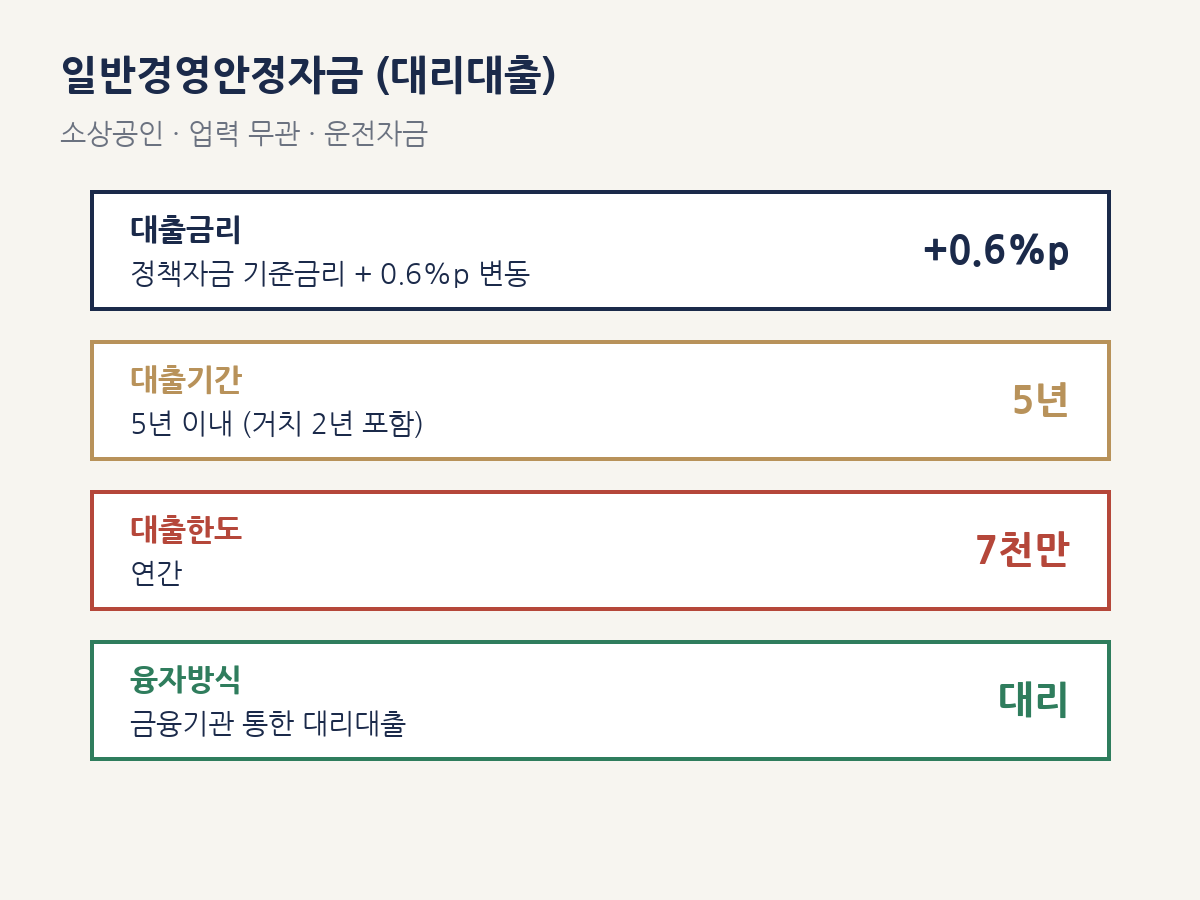 일반경영안정자금 (대리대출)
소상공인 · 업력 무관 · 운전자금
대출금리
정책자금 기준금리 + 0.6%p 변동
+0.6%p
대출기간
5년 이내 (거치 2년 포함)
5년
대출한도
연간
7천만
융자방식
금융기관 통한 대리대출
대리